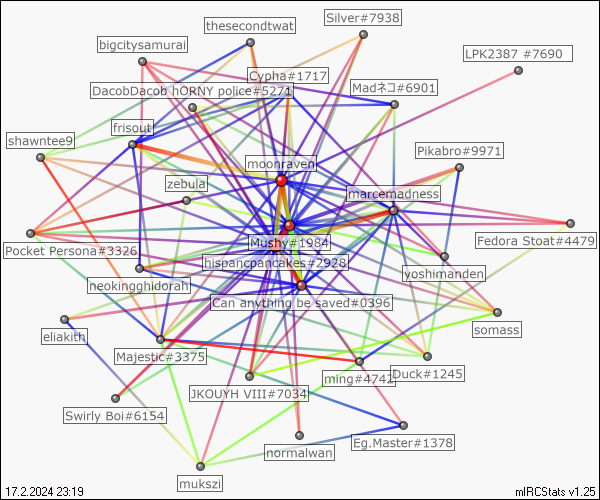 Silver#7938
thesecondtwat
bigcitysamurai
LPK2387 #7690
Cypha#1717
DacobDacob hORNY police#5271
Madネコ#6901
frisout
shawntee9
Pikabro#9971
moonraveni
zebula
marcemadness
Mushy#1984
Fedora Stoat#4479
Pocket Persona#3326
hispancpancakes#2928
yoshimanden
neokingghidorah
Can anything be saved#0396
somass
eliakith
Majestic#3375
Duck#1245
ming#4742
JKOUYH VIII#7034
Swirly Boi#6154
Eg.Master#1378
normalwan
mukszi
17.2.2024 23:19
mIRCStats v1.25